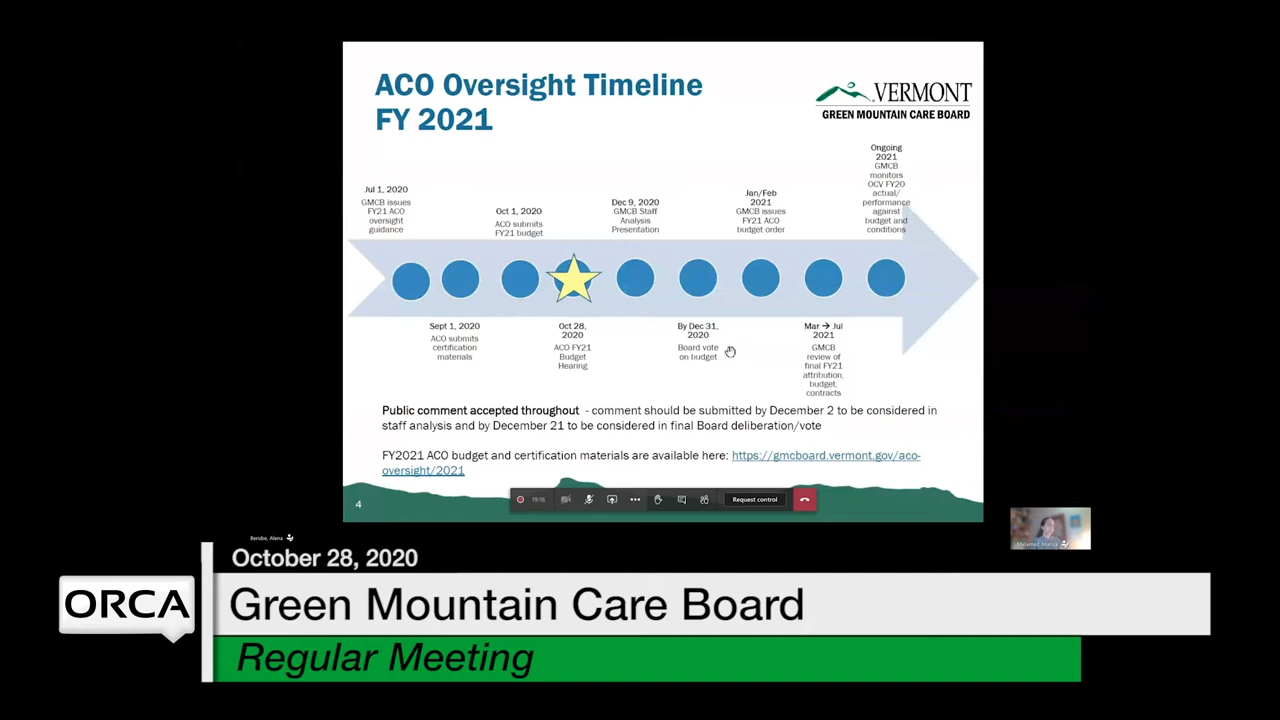 ACO Oversight Timeline
FY 2021
VERMONT
GREEN MOUNTAIN CARE BOARD
Jul 1, 2020
GMCB issues
FY21 ACO
oversight
guidance
Sept 1, 2020
ACO submits
certification
materials
Oct 1, 2020
ACO submits
FY21 budget
Oct 28,
2020
ACO FY21
Budget
Hearing
Dec 9, 2020
GMCB Staff
Analysis
Presentation
By Dec 31,
2020
Board vote
on budget
Jan/Feb
2021
GMCB issues
FY21 ACO
budget order
Mar → Jul
2021
GMCB
review of
final FY21
attribution,
budget,
contracts
Ongoing
2021
GMCB
monitors
OCV FY20
actual/
performance
against
budget and
conditions
Public comment accepted throughout - comment should be submitted by December 2 to be considered in
staff analysis and by December 21 to be considered in final Board deliberation/vote
FY2021 ACO budget and certification materials are available here: https://gmcboard.vermont.gov/aco-
oversight/2021
4
19:16
Request control
Berube, Alena
Melamed, Marisa
October 28, 2020
ORCA
Green Mountain Care Board
Regular Meeting